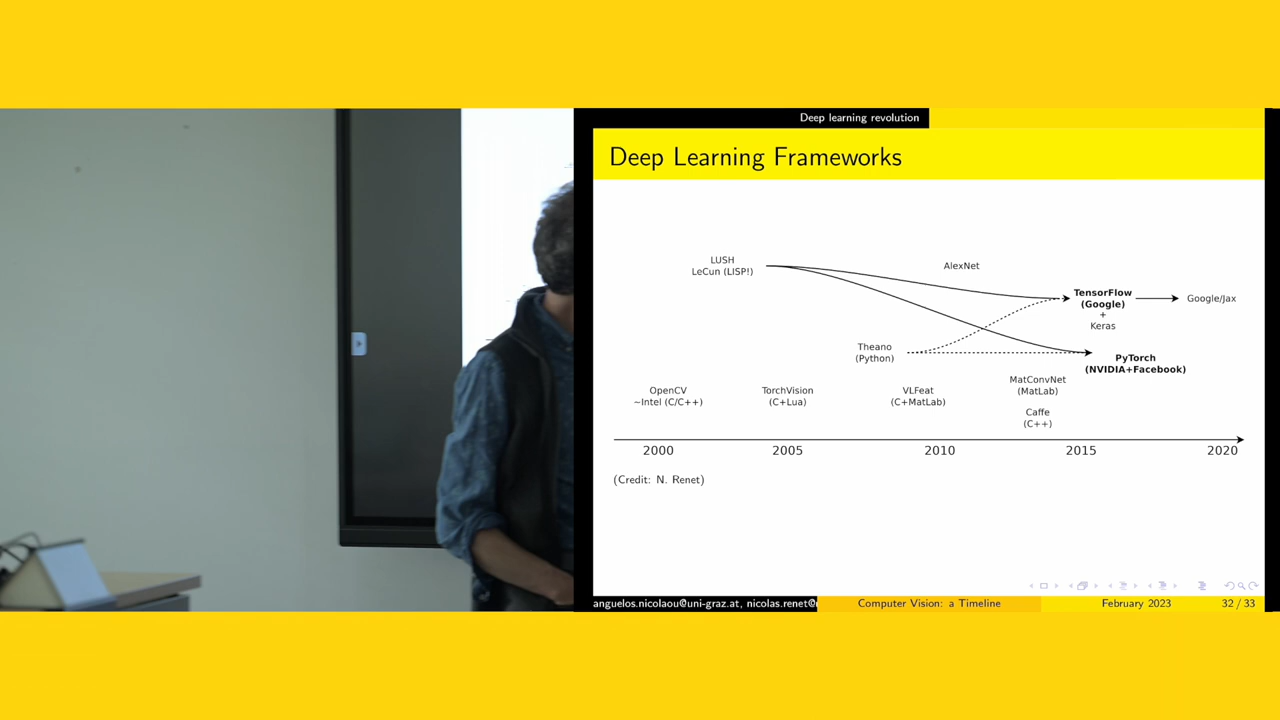 Deep learning revolution
Deep Learning Frameworks
LUSH
LeCun (LISP!)
AlexNet
TensorFlow
(Google)
+
Keras
Google/Jax
Theano
(Python)
PyTorch
(NVIDIA+Facebook)
OpenCV
~Intel (C/C++)
TorchVision
(C+Lua)
VLFeat
(C+MatLab)
MatConvNet
(MatLab)
Caffe
(C++)
2000 2005 2010 2015 2020
(Credit: N. Renet)
anguelos.nicolaou@uni-graz.at, nicolas.renet@ Computer Vision: a Timeline February 2023 32 / 33